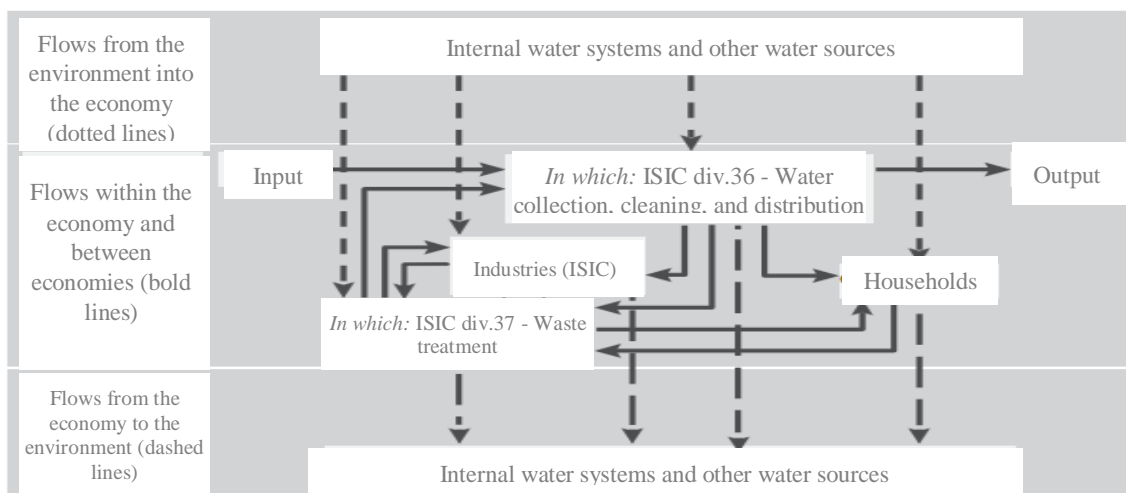 Flows from the
environment into
the economy
(dotted lines)
Internal water systems and other water sources
Flows within the
economy and
between
economies (bold
lines)
Input
In which: ISIC div.36 - Water
collection, cleaning, and distribution
Output
Industries (ISIC)
Households
In which: ISIC div.37 - Waste
treatment
Flows from the
economy to the
environment (dashed
lines)
Internal water systems and other water sources